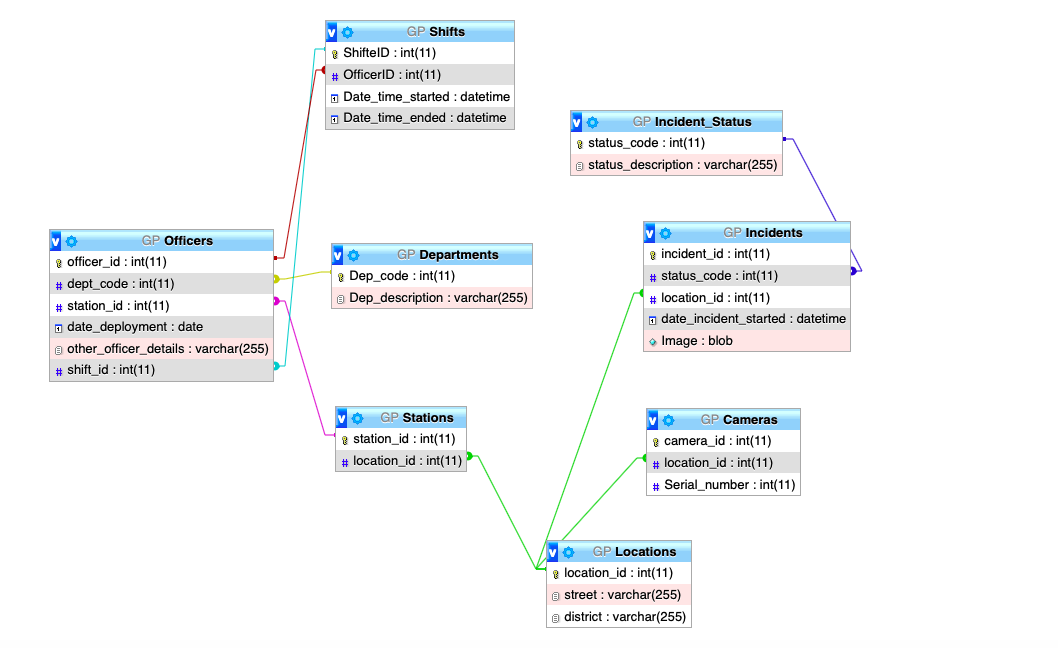 GP Shifts
ShifteID : int(11)
OfficerID : int(11)
Date_time_started : datetime
Date_time_ended : datetime
GP Incident_Status
status_code : int(11)
status_description : varchar(255)
GP Officers
officer_id : int(11)
dept_code : int(11)
station_id : int(11)
date_deployment : date
other_officer_details : varchar(255)
shift_id : int(11)
GP Departments
Dep_code : int(11)
Dep_description : varchar(255)
GP Incidents
incident_id : int(11)
status_code : int(11)
location_id : int(11)
date_incident_started : datetime
Image : blob
GP Stations
station_id : int(11)
location_id : int(11)
GP Cameras
camera_id : int(11)
location_id : int(11)
Serial_number : int(11)
GP Locations
location_id : int(11)
street : varchar(255)
district : varchar(255)